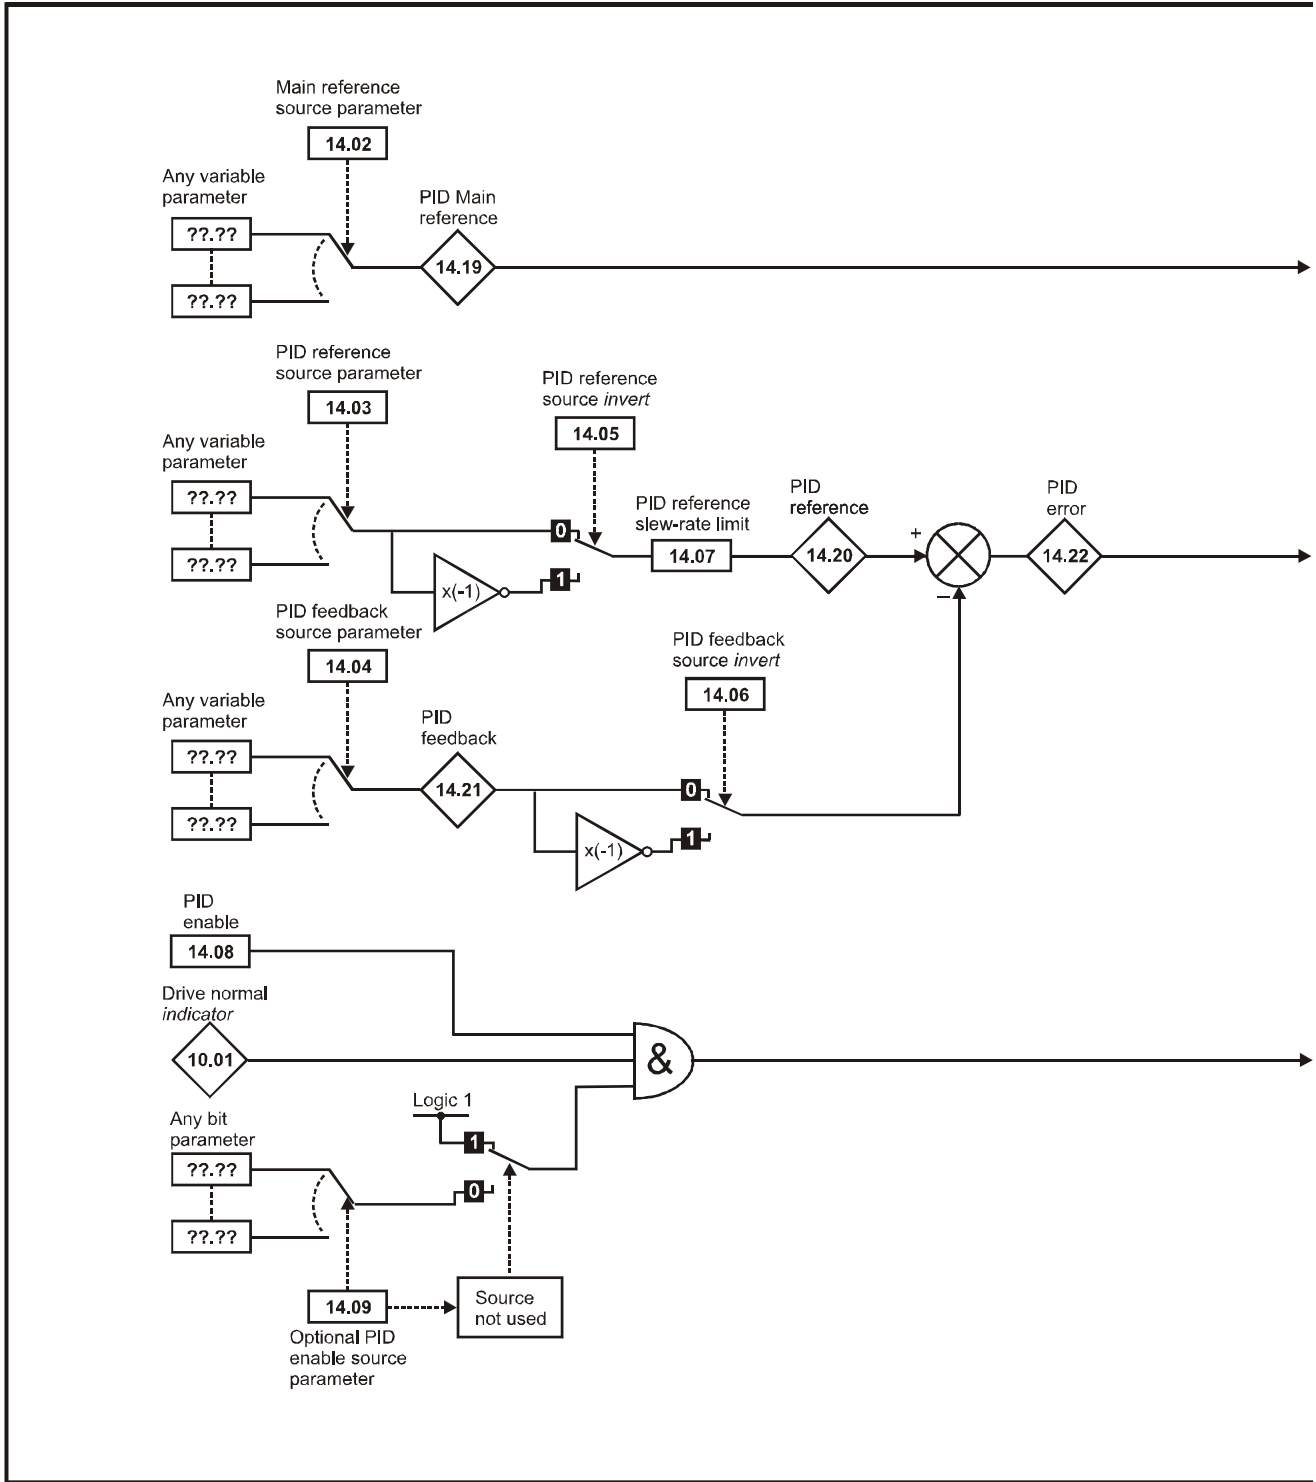 Main reference
source parameter
14.02
Any variable
parameter
??.??
??.??
PID Main
reference
14.19
PID reference
source parameter
14.03
Any variable
parameter
??.??
??.??
x(-1)
PID reference
source invert
14.05
0
1
PID reference
slew-rate limit
14.07
PID
reference
14.20
+
–
PID
error
14.22
PID feedback
source parameter
14.04
Any variable
parameter
??.??
??.??
PID
feedback
14.21
x(-1)
PID feedback
source invert
14.06
0
1
PID
enable
14.08
Drive normal
indicator
10.01
&
Logic 1
1
0
Any bit
parameter
??.??
??.??
14.09
Optional PID
enable source
parameter
Source
not used